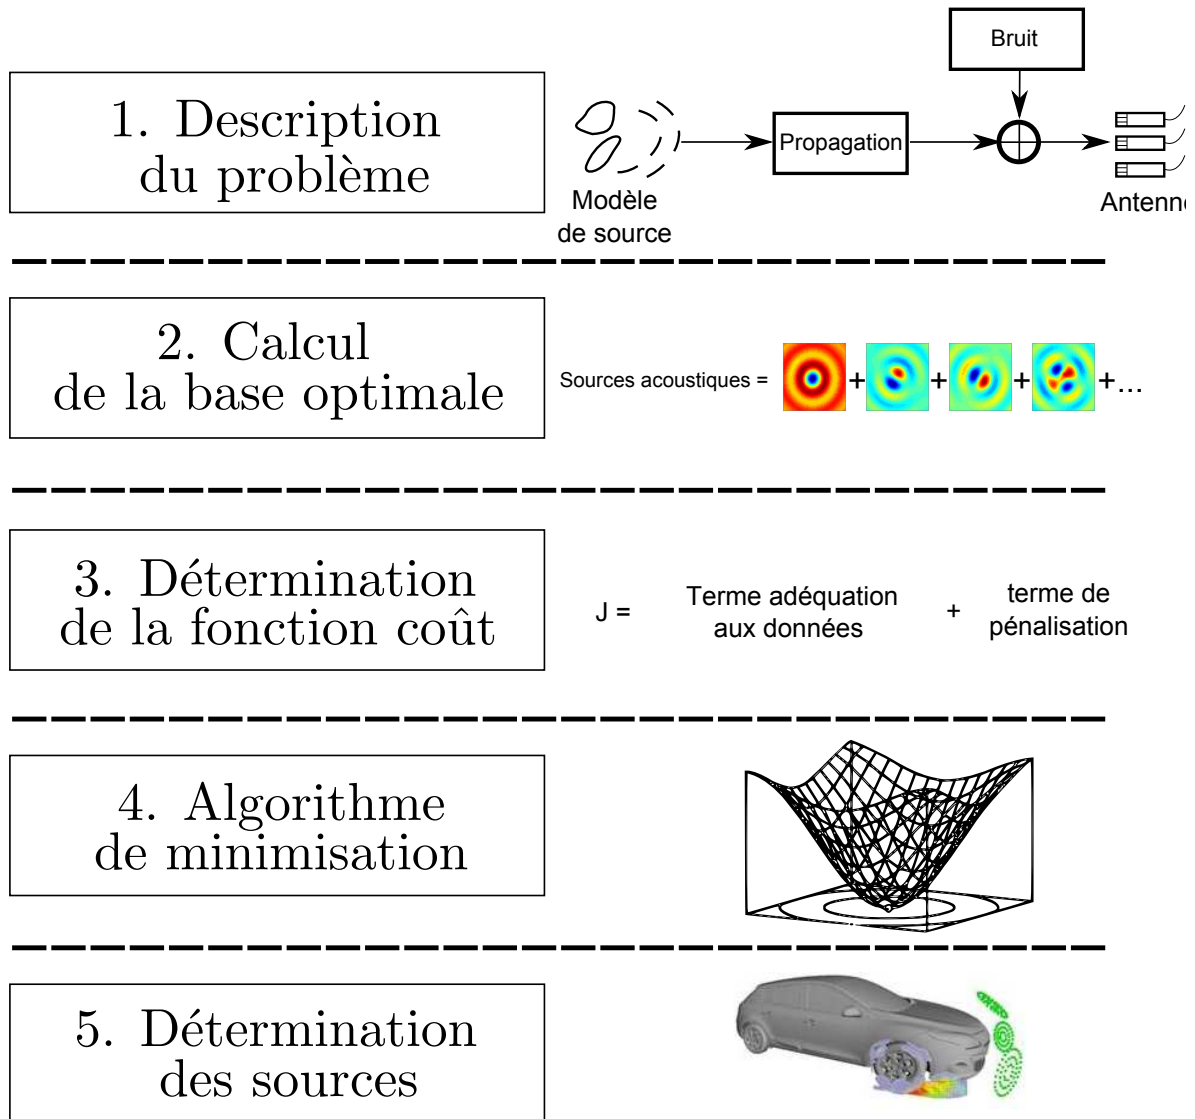 1. Description
du problème
Bruit
Propagation
Modèle
de source
Antenne
2. Calcul
de la base optimale
Sources acoustiques = + + + +...
3. Détermination
de la fonction coût
J = Terme adéquation
aux données
+
terme de
pénalisation
4. Algorithme
de minimisation
5. Détermination
des sources